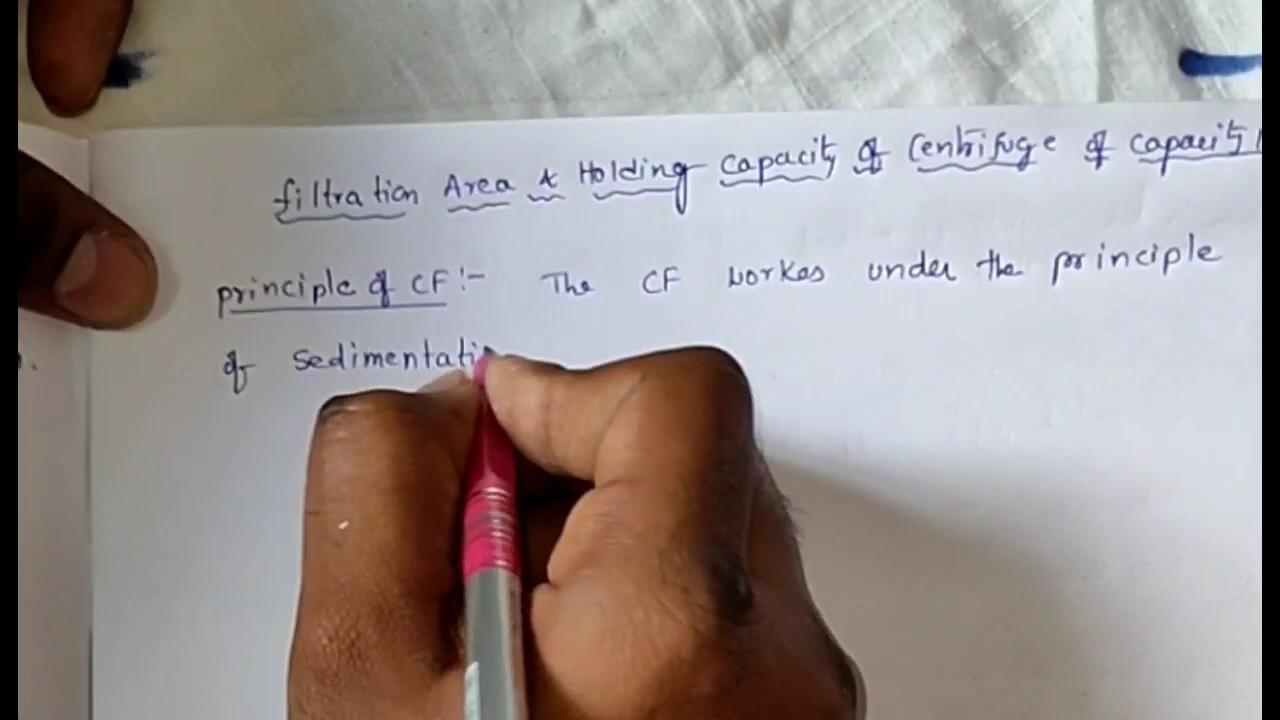 filtration Area & Holding capacity of Centrifuge of capacity
principle of CF :- The CF workes under the principle
of sedimentati